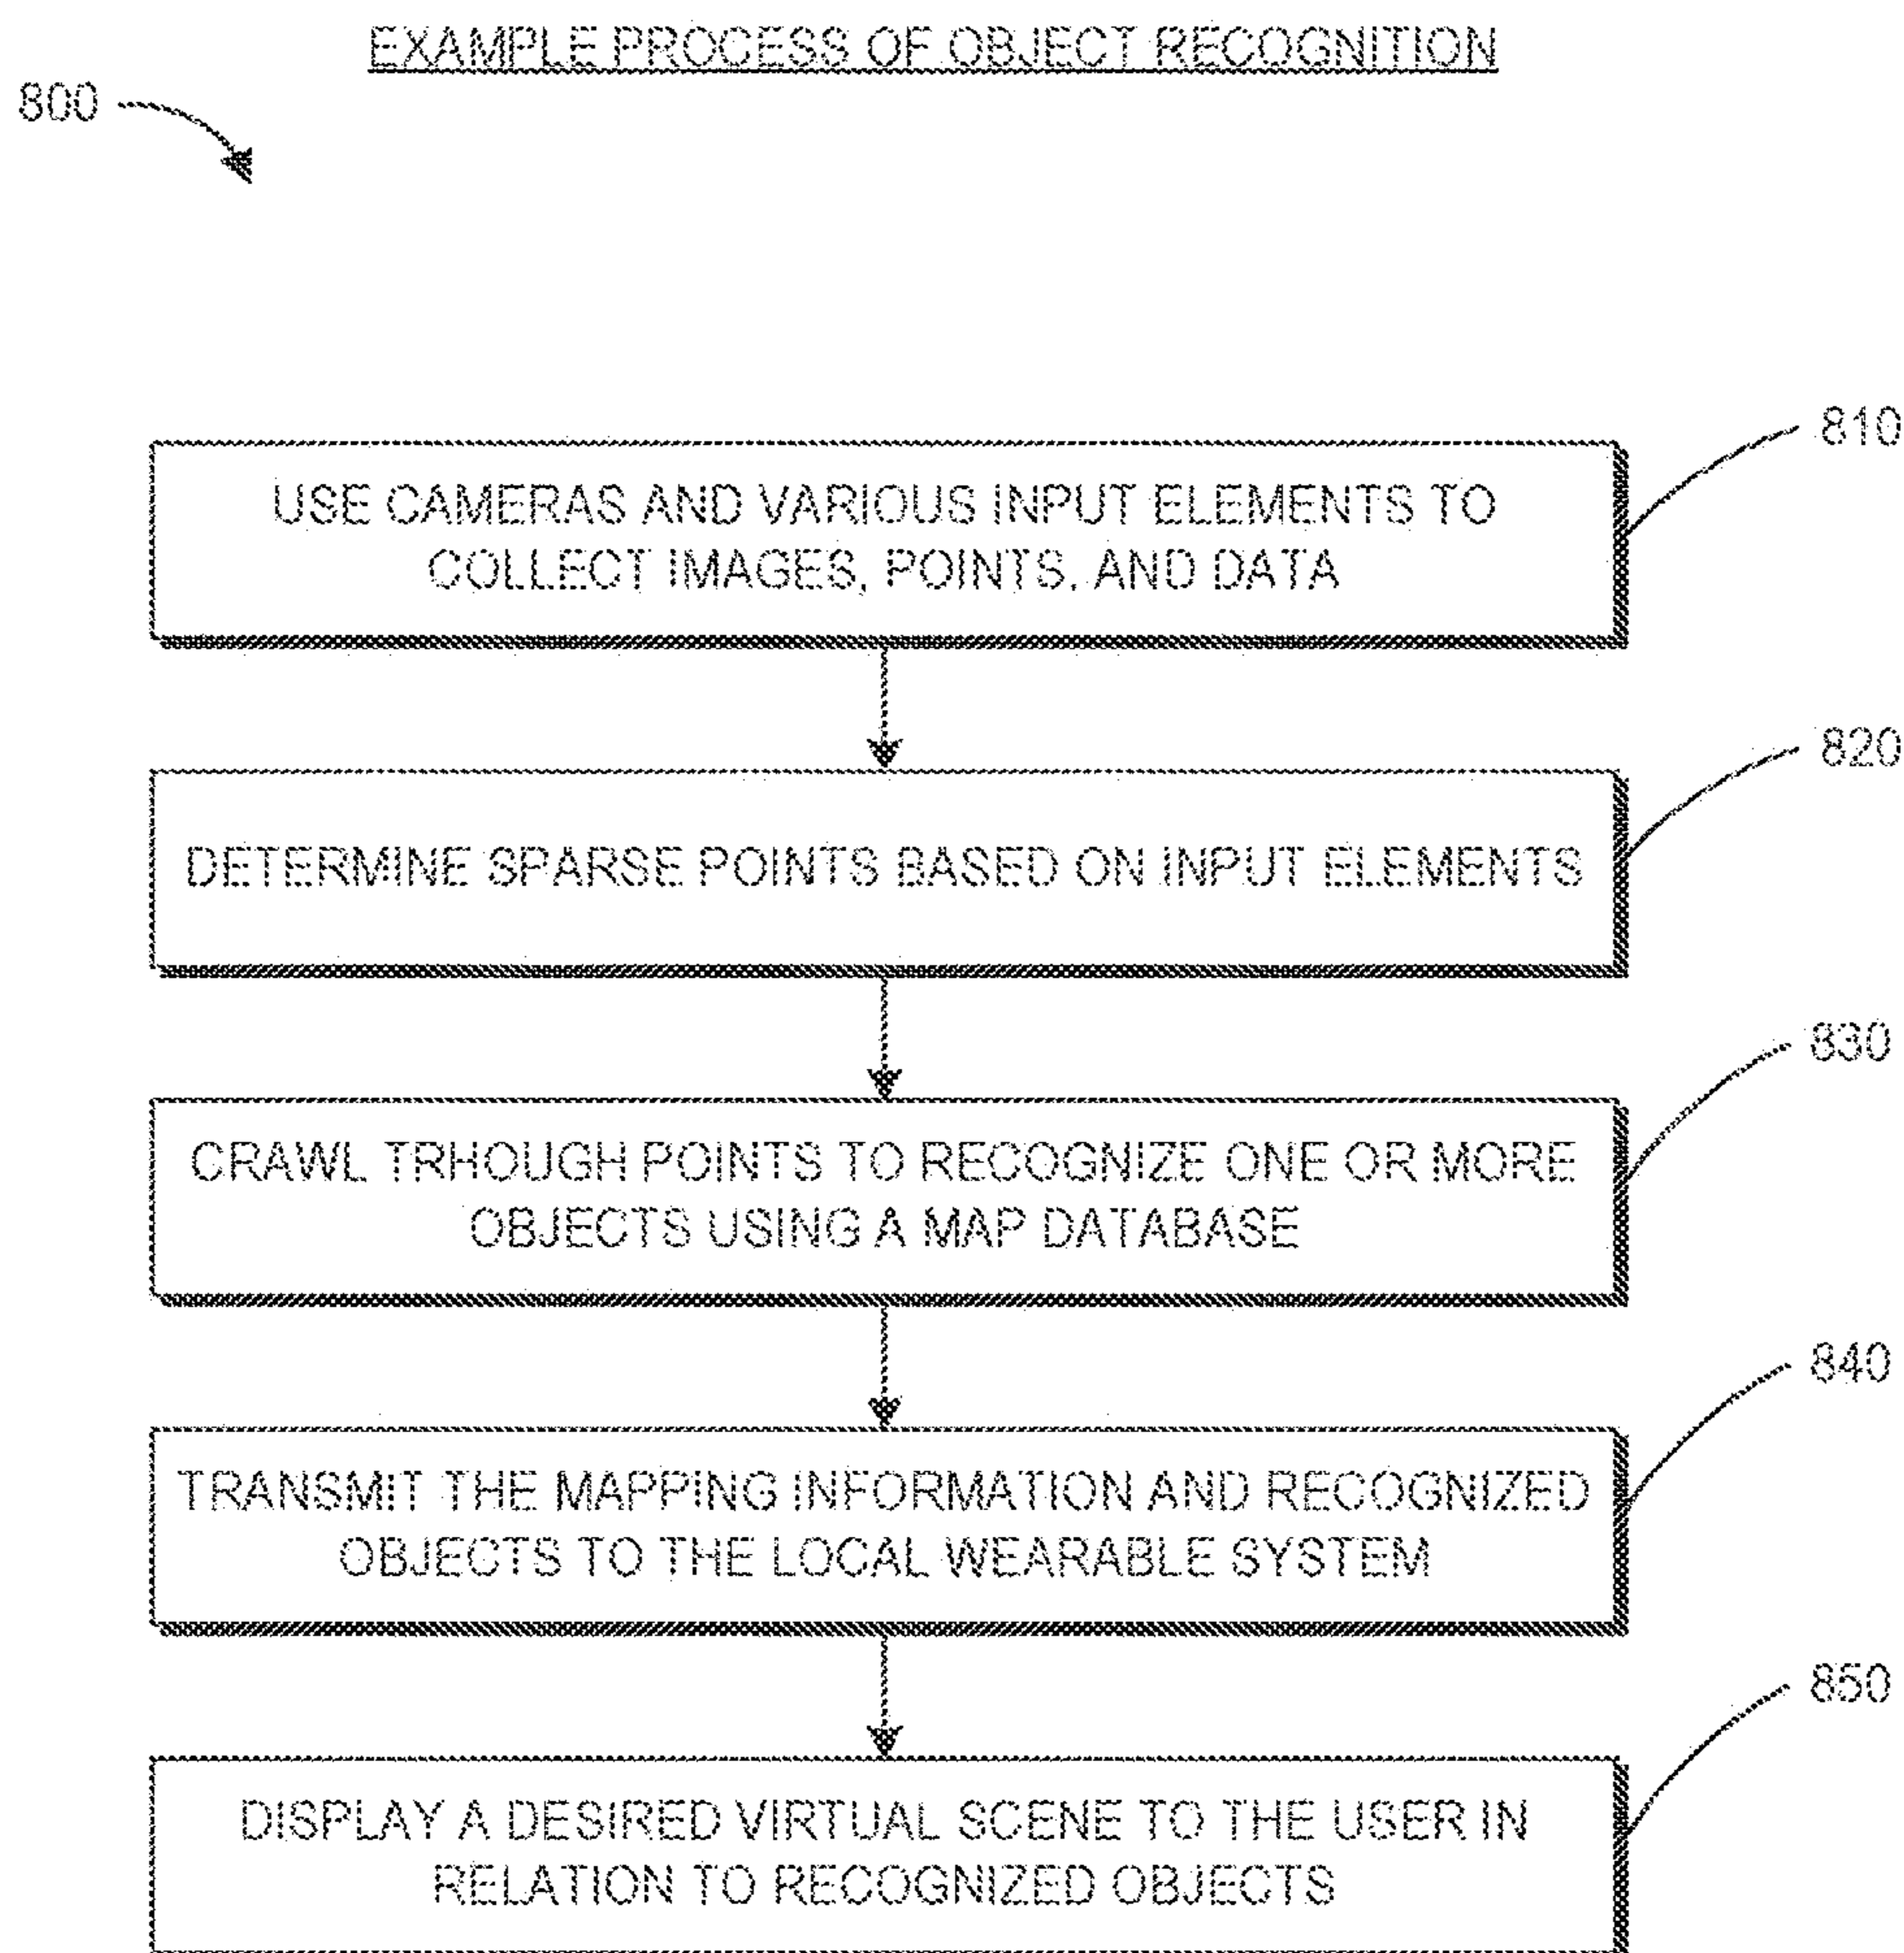 EXAMPLE PROCESS OF OBJECT RECOGNITION
800
810
USE CAMERAS AND VARIOUS INPUT ELEMENTS TO
COLLECT IMAGES, POINTS, AND DATA
820
DETERMINE SPARSE POINTS BASED ON INPUT ELEMENTS
830
CRAWL TRHOUGH POINTS TO RECOGNIZE ONE OR MORE
OBJECTS USING A MAP DATABASE
840
TRANSMIT THE MAPPING INFORMATION AND RECOGNIZED
OBJECTS TO THE LOCAL WEARABLE SYSTEM
850
DISPLAY A DESIRED VIRTUAL SCENE TO THE USER IN
RELATION TO RECOGNIZED OBJECTS